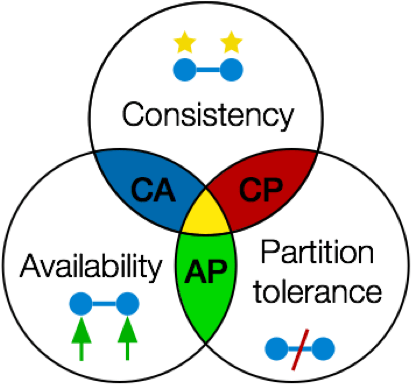 Consistency
CA
CP
Availability
AP
Partition
tolerance